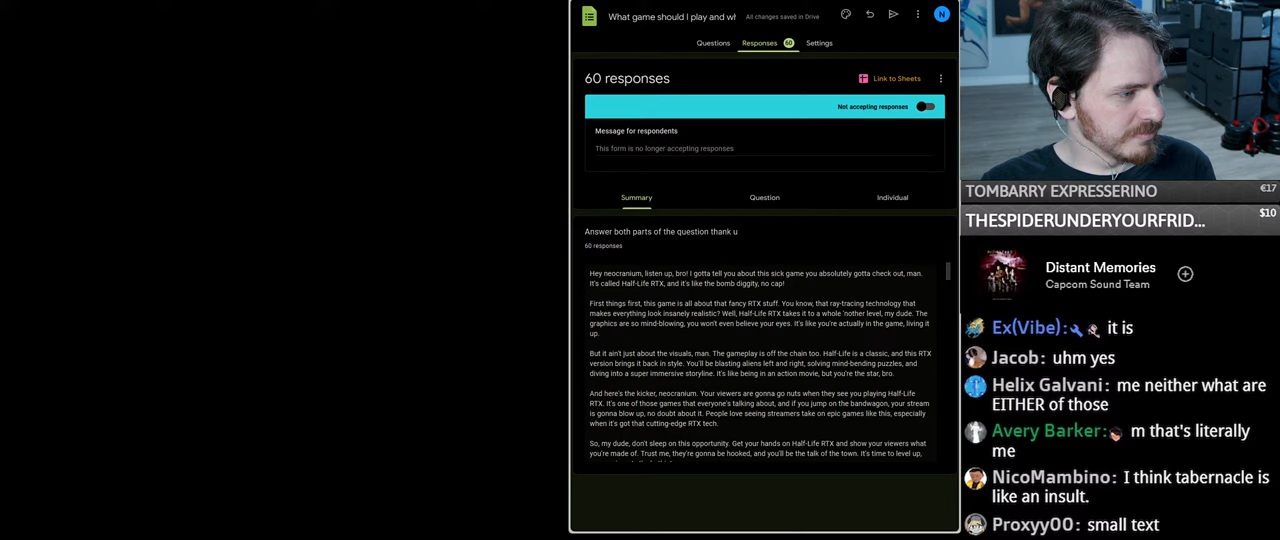 What game should I play and wh
All changes saved in Drive
N
Questions
Responses 60
Settings
60 responses
Link to Sheets
Not accepting responses
Message for respondents
This form is no longer accepting responses
Summary
Question
Individual
Answer both parts of the question thank u
60 responses
Hey neocranium, listen up, bro! I gotta tell you about this sick game you absolutely gotta check out, man.
It's called Half-Life RTX, and it's like the bomb diggity, no cap!
First things first, this game is all about that fancy RTX stuff. You know, that ray-tracing technology that
makes everything look insanely realistic? Well, Half-Life RTX takes it to a whole 'nother level, my dude. The
graphics are so mind-blowing, you won't even believe your eyes. It's like you're actually in the game, living it
up.
But it ain't just about the visuals, man. The gameplay is off the chain too. Half-Life is a classic, and this RTX
version brings it back in style. You'll be blasting aliens left and right, solving mind-bending puzzles, and
diving into a super immersive storyline. It's like being in an action movie, but you're the star, bro.
And here's the kicker, neocranium. Your viewers are gonna go nuts when they see you playing Half-Life
RTX. It's one of those games that everyone's talking about, and if you jump on the bandwagon, your stream
is gonna blow up, no doubt about it. People love seeing streamers take on epic games like this, especially
when it's got that cutting-edge RTX tech.
So, my dude, don't sleep on this opportunity. Get your hands on Half-Life RTX and show your viewers what
you're made of. Trust me, they're gonna be hooked, and you'll be the talk of the town. It's time to level up,
TOMBARRY EXPRESSERINO €17
THESPIDERUNDERYOURFRID... $10
Distant Memories
Capcom Sound Team
Ex(Vibe): it is
Jacob: uhm yes
Helix Galvani: me neither what are
EITHER of those
Avery Barker: m that's literally
me
NicoMambino: I think tabernacle is
like an insult.
Proxyy00: small text